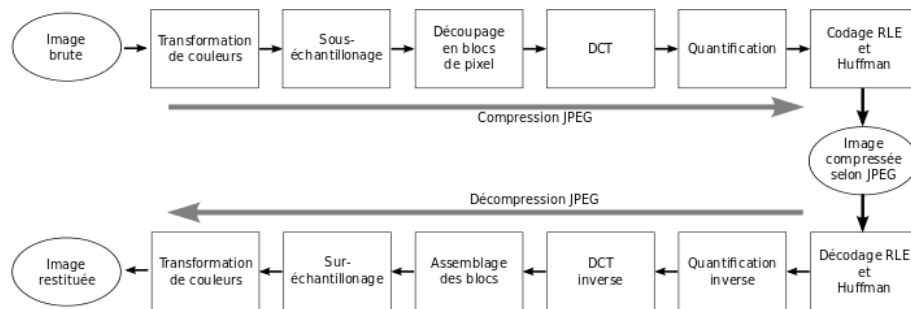 Image
brute
Transformation
de couleurs
Sous-
échantillonage
Découpage
en blocs
de pixel
DCT
Quantification
Codage RLE
et
Huffman
Compression JPEG
Image
compressée
selon JPEG
Décompression JPEG
Image
restituée
Transformation
de couleurs
Sur-
échantillonage
Assemblage
des blocs
DCT
inverse
Quantification
inverse
Décodage RLE
et
Huffman